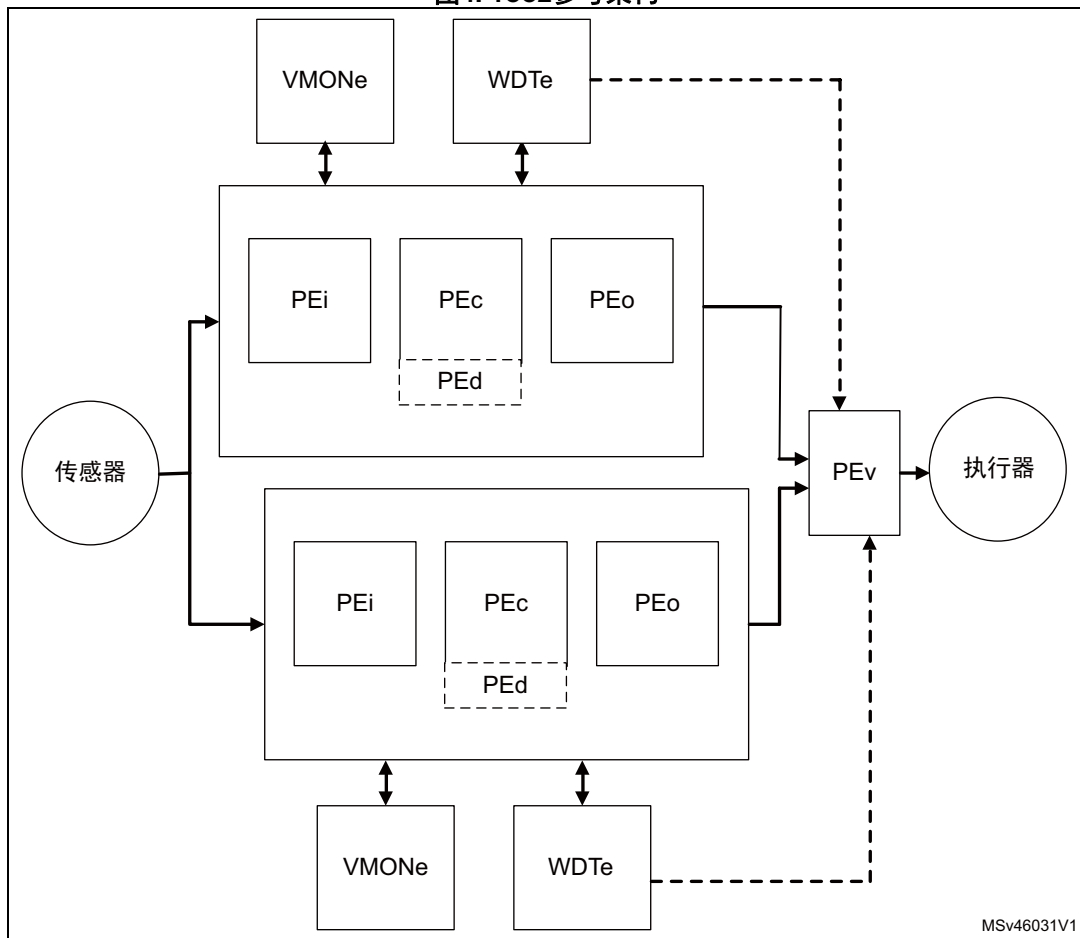 VMONe
WDTe
PEi
PEc
PEo
PEd
传感器
PEv
执行器
PEi
PEc
PEo
PEd
VMONe
WDTe
MSv46031V1